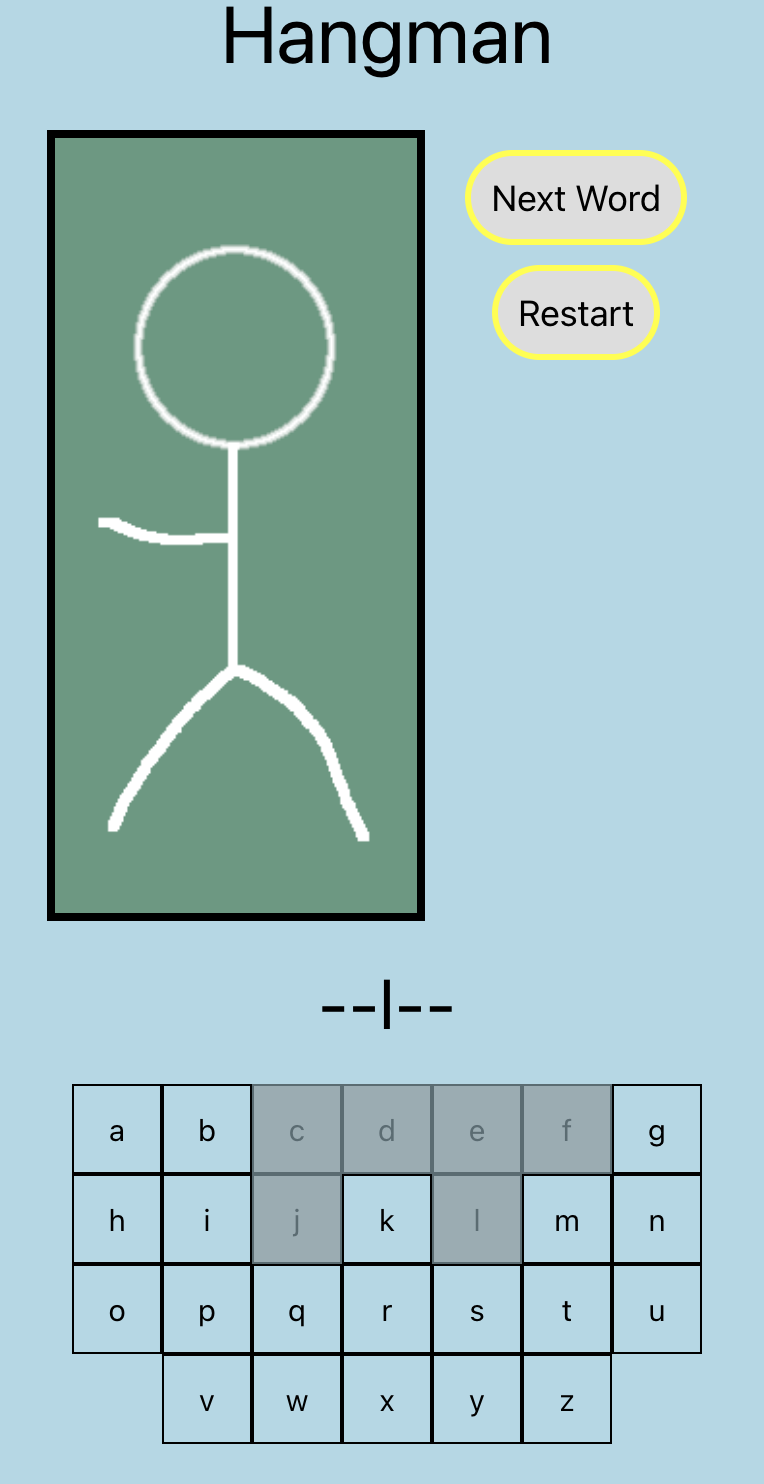 Hangman
Next Word
Restart
--l--
a b c d e f g
h i j k l m n
o p q r s t u
v w x y z